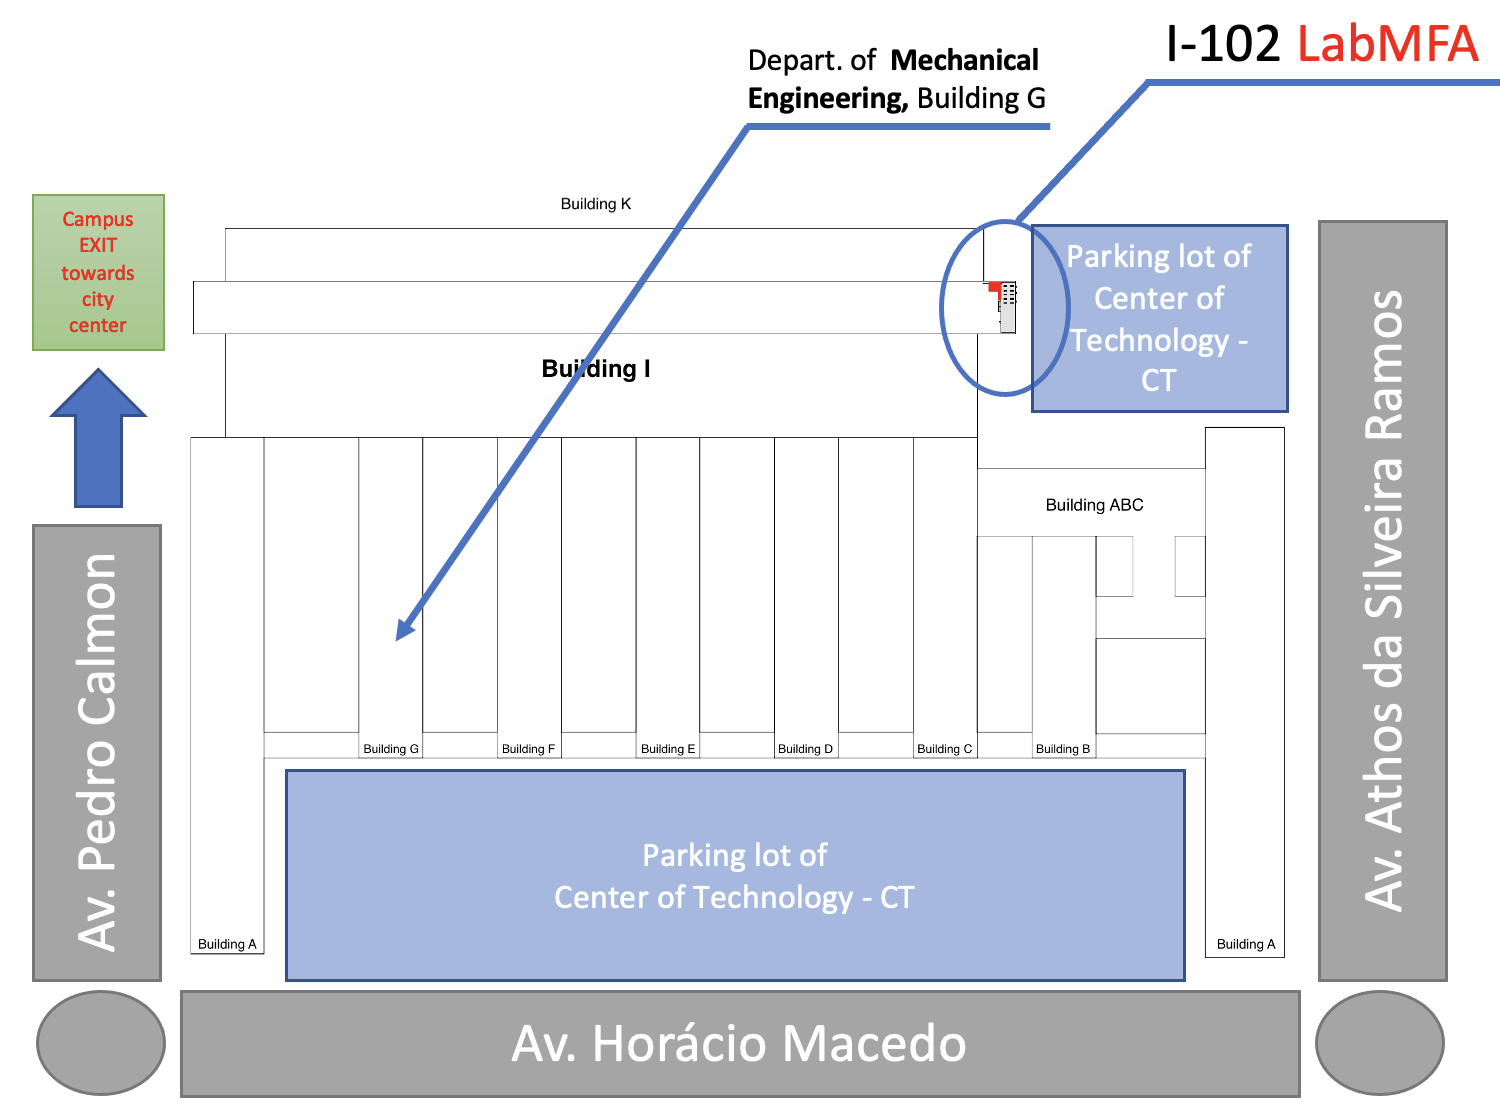 I-102 LabMFA
Depart. of Mechanical
Engineering, Building G
Building K
Campus
EXIT
towards
city
center
Parking lot of
Center of
Technology -
CT
Building I
Building ABC
Av. Pedro Calmon
Av. Athos da Silveira Ramos
Building G
Building F
Building E
Building D
Building C
Building B
Parking lot of
Center of Technology - CT
Building A
Building A
Av. Horácio Macedo